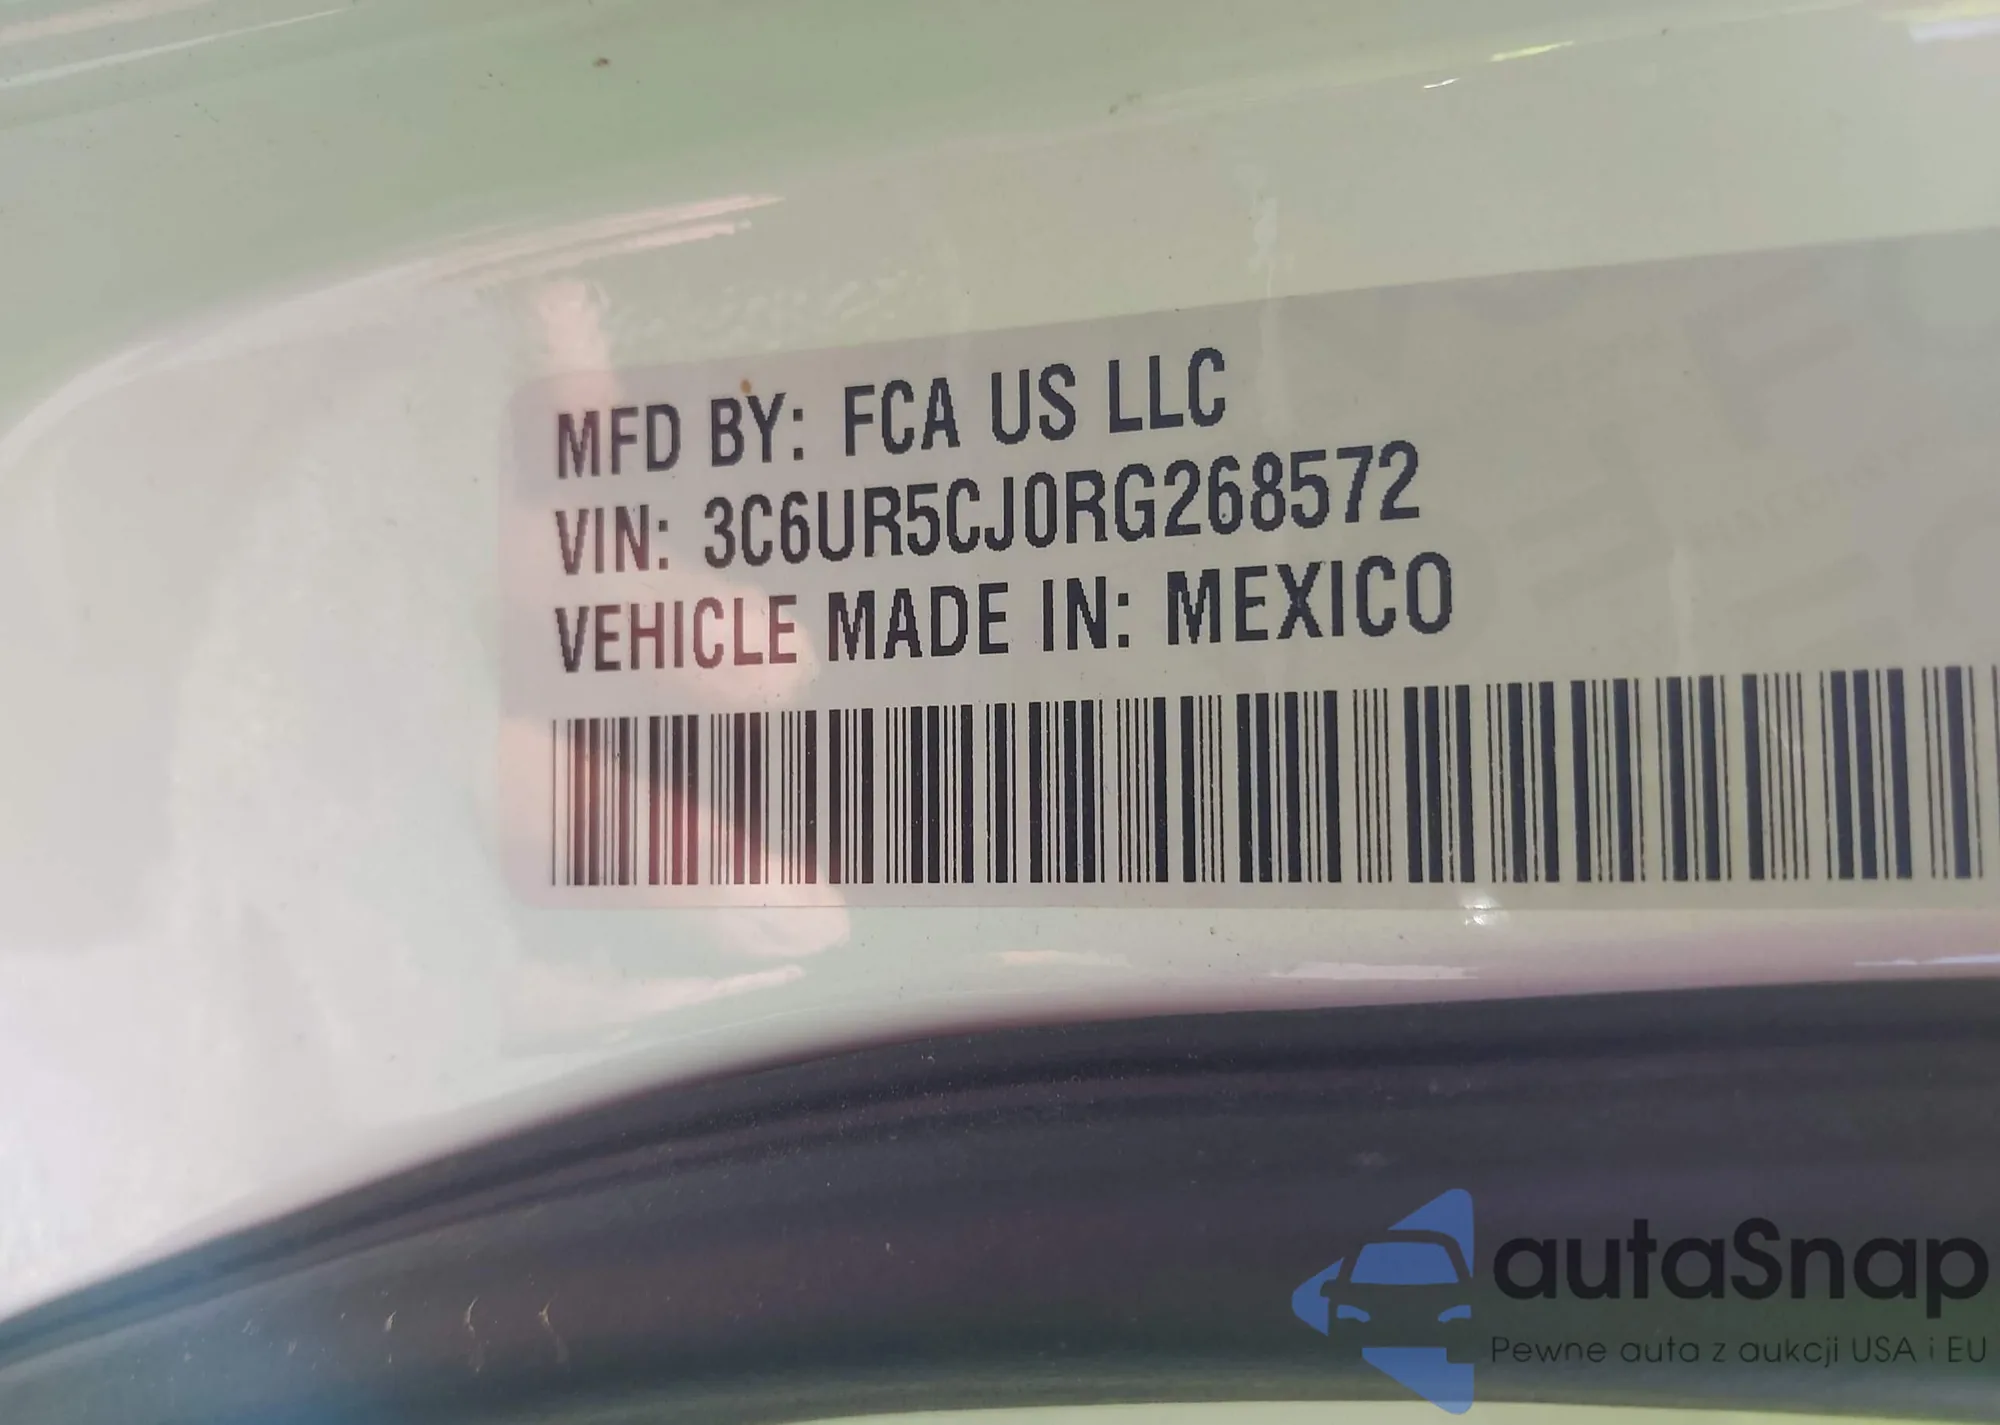 MFD BY: FCA US LLC
VIN: 3C6UR5CJ0RG268572
VEHICLE MADE IN: MEXICO
autaSnap
Pewne auta z aukcji USA i EU